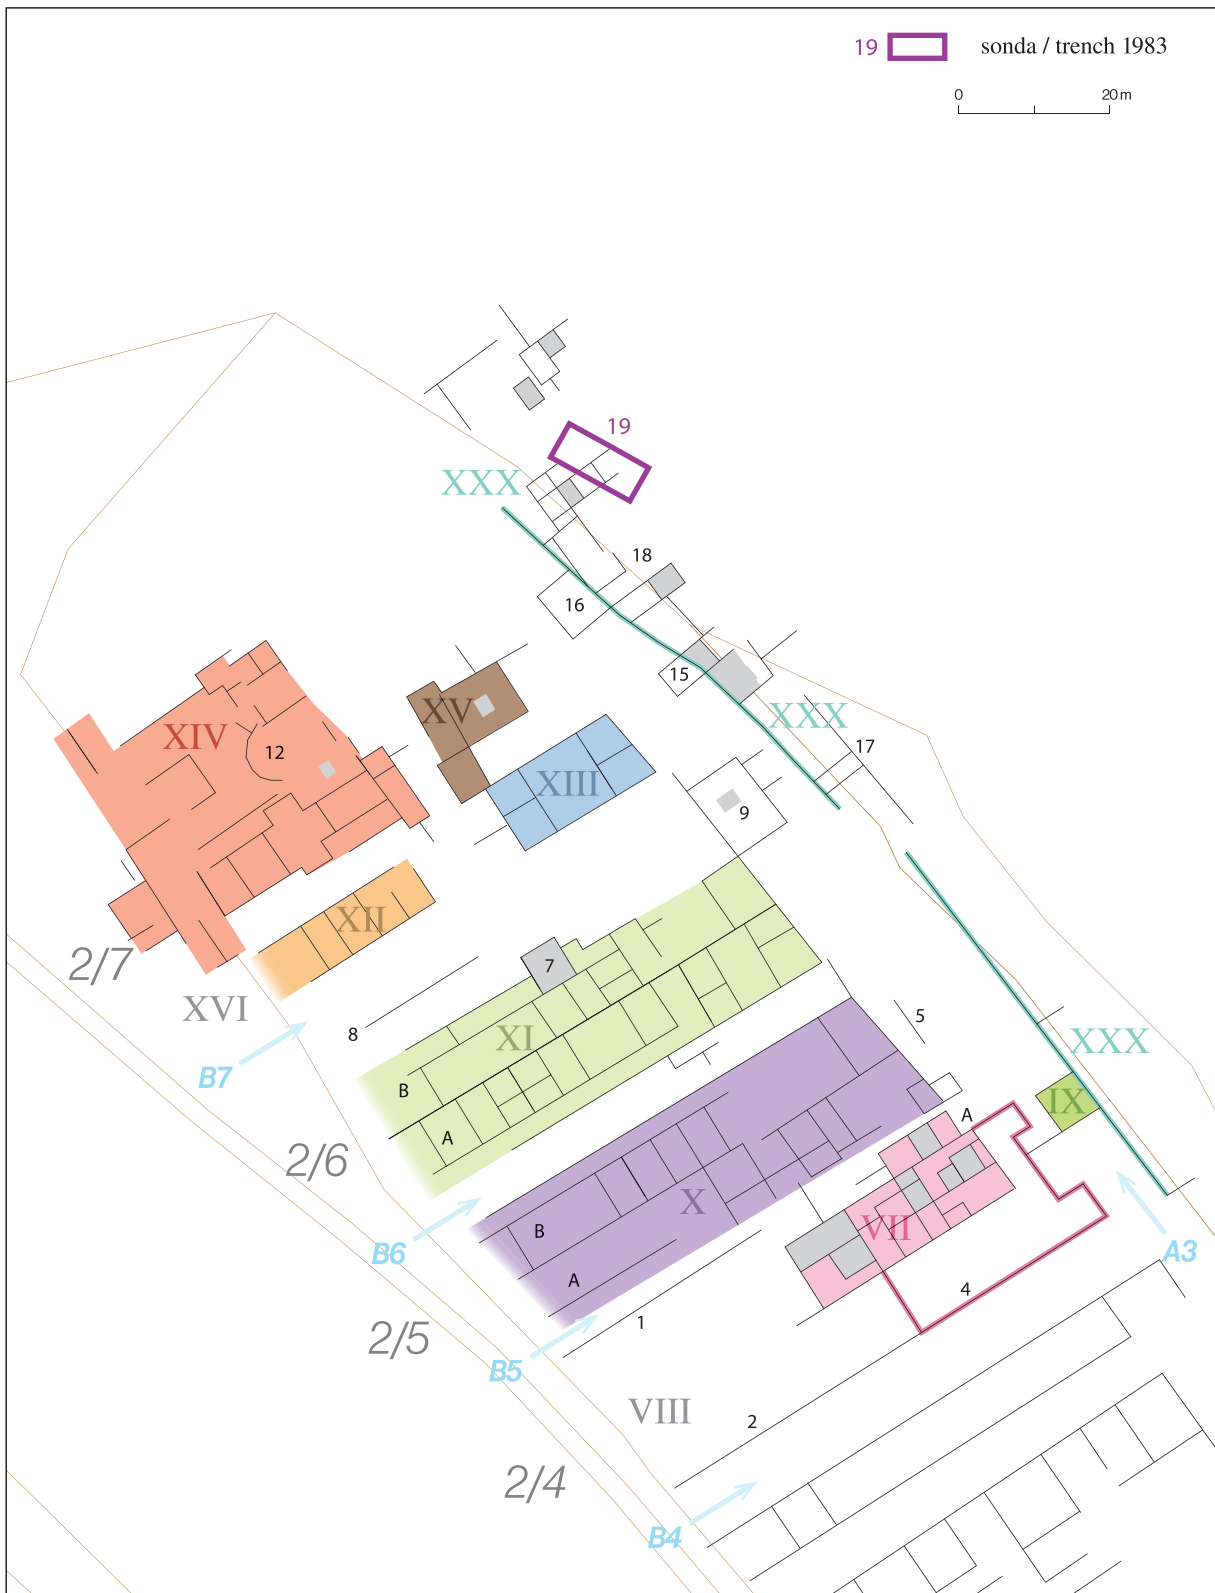 19 sonda / trench 1983
0 20 m
19
XXX
18
16
15
XV
XIV
12
XXX
XIII
17
9
XII
2/7
7
XVI
8
XI
5
XXX
B7
B
IX
A
A
2/6
X
B
VII
B6
A3
A
4
1
2/5
B5
VIII
2
2/4
B4